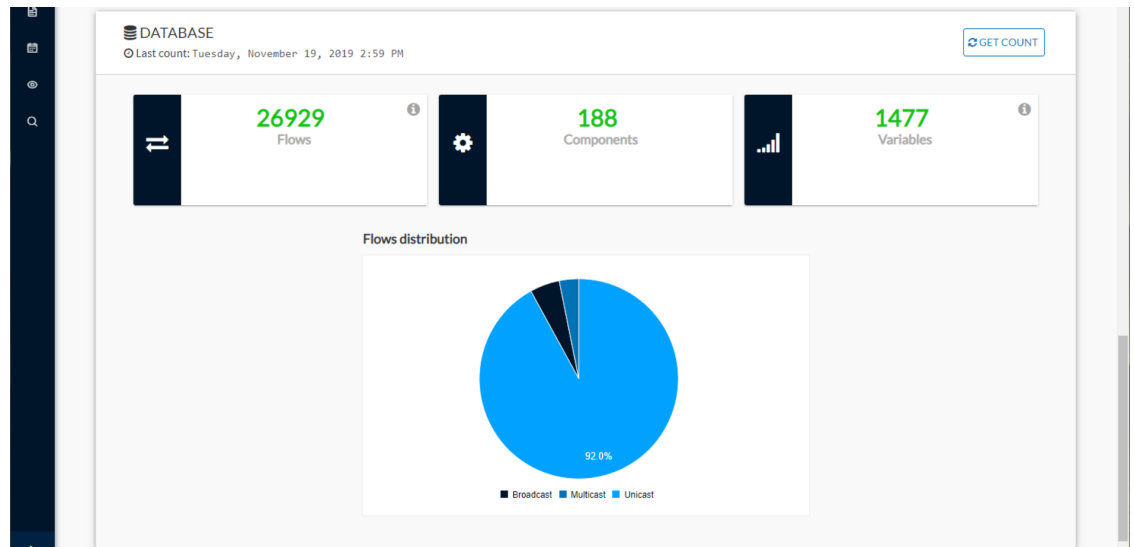 DATABASE
Last count: Tuesday, November 19, 2019 2:59 PM
GET COUNT
26929
Flows
188
Components
1477
Variables
Flows distribution
92.0%
Broadcast Multicast Unicast